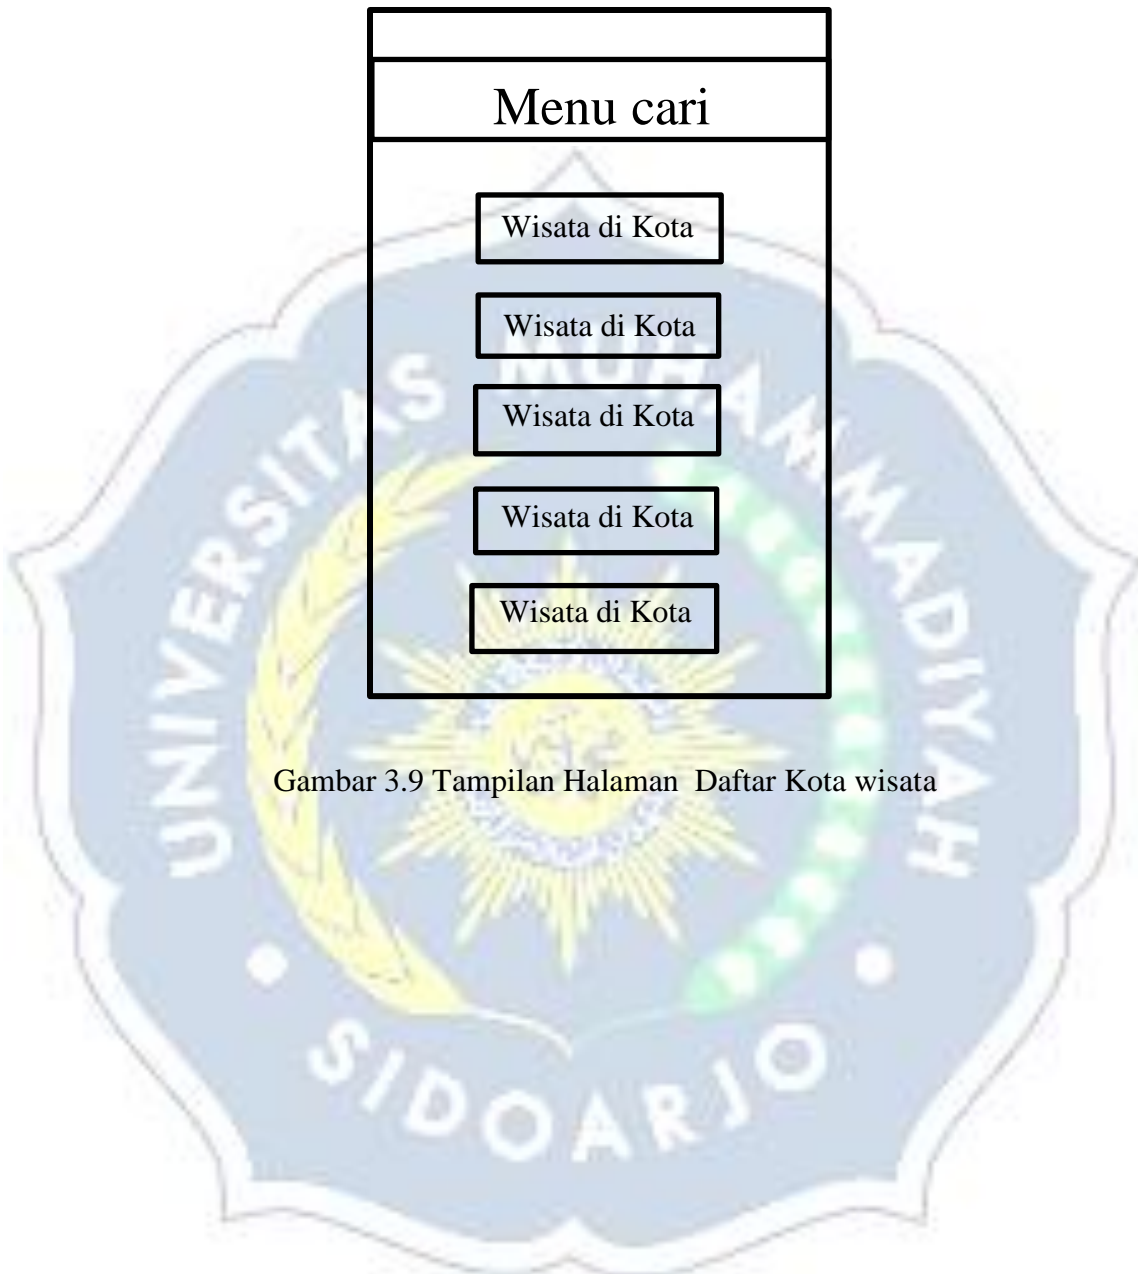 Menu cari
Wisata di Kota
Wisata di Kota
Wisata di Kota
Wisata di Kota
Wisata di Kota
Gambar 3.9 Tampilan Halaman  Daftar Kota wisata
UNIVERSITAS MUHAMMADIYAH
SIDOARJO